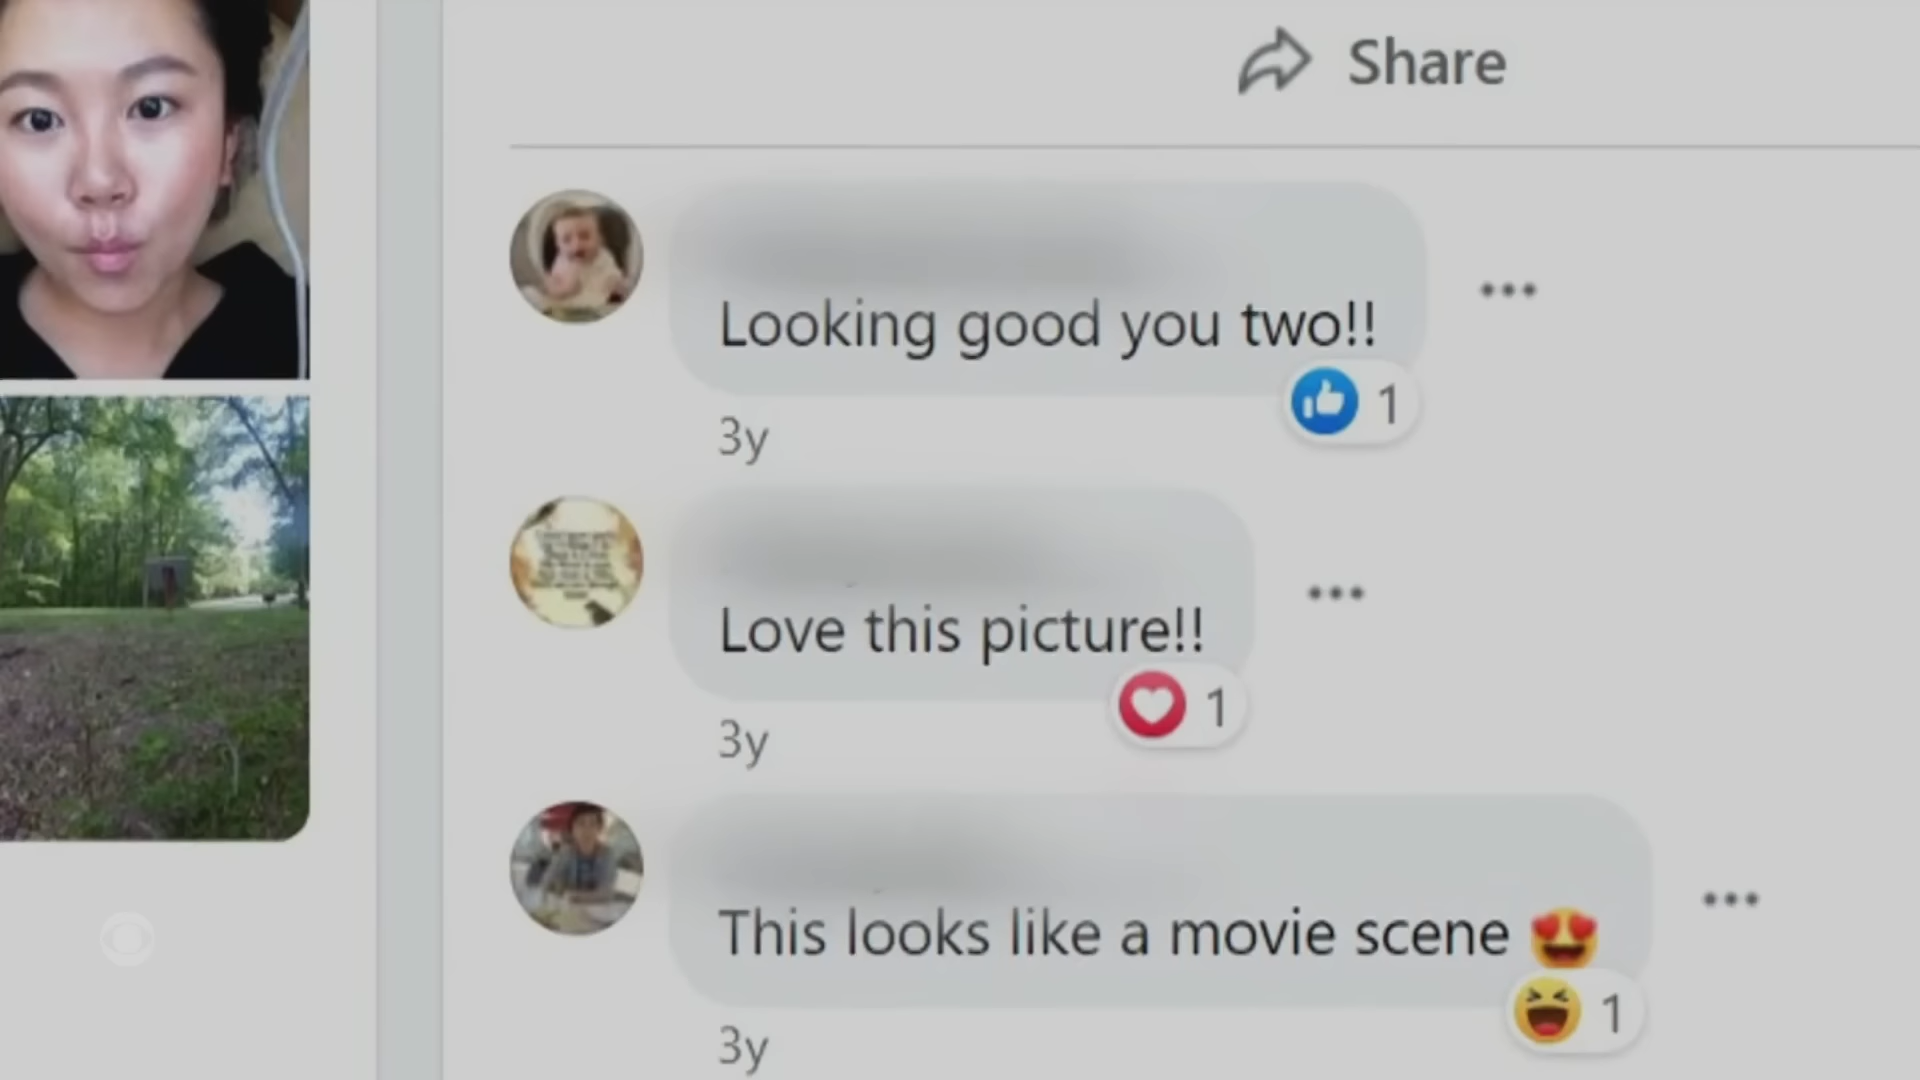 Share
Looking good you two!!
1
3y
Love this picture!!
1
3y
This looks like a movie scene 😍
1
3y